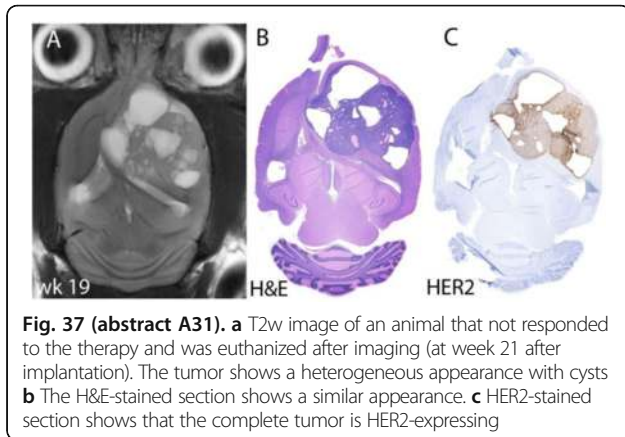 A
B
C
wk 19
H&E
HER2
Fig. 37 (abstract A31). a T2w image of an animal that not responded
to the therapy and was euthanized after imaging (at week 21 after
implantation). The tumor shows a heterogeneous appearance with cysts
b The H&E-stained section shows a similar appearance. c HER2-stained
section shows that the complete tumor is HER2-expressing